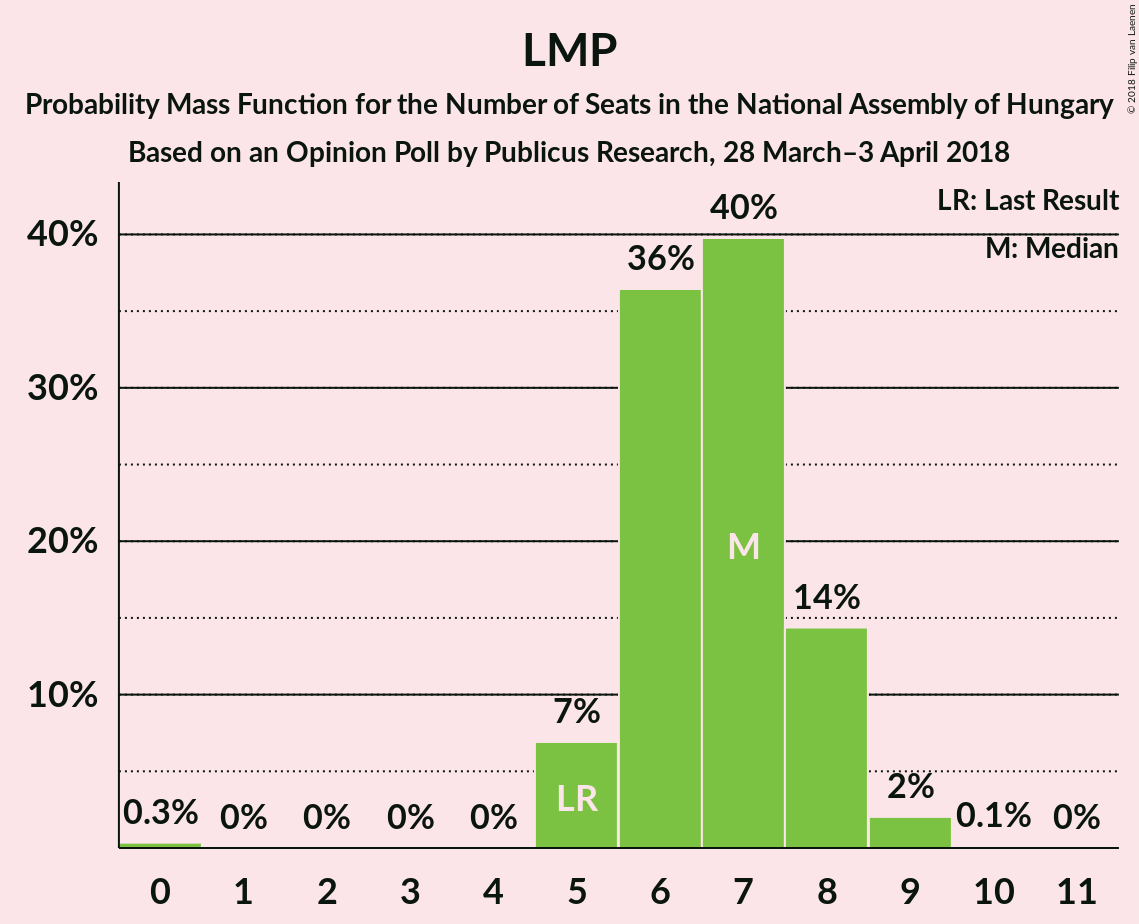 LMP
Probability Mass Function for the Number of Seats in the National Assembly of Hungary
Based on an Opinion Poll by Publicus Research, 28 March–3 April 2018
© 2018 Filip van Laenen
LR: Last Result
M: Median
40%
30%
20%
10%
0.3%
0%
0%
0%
0%
7%
36%
40%
14%
2%
0.1%
0%
LR
M
0 1 2 3 4 5 6 7 8 9 10 11